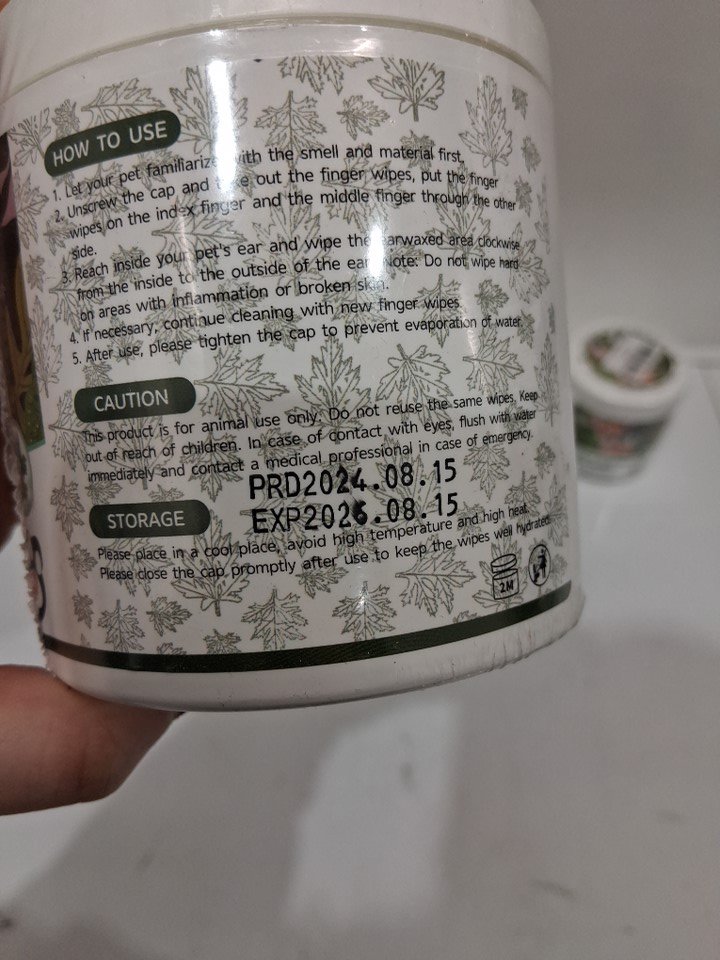 HOW TO USE
1. Let your pet familiarize with the smell and material first.
2. Unscrew the cap and take out the finger wipes, put the finger
wipes on the index finger and the middle finger through the other
side.
3. Reach inside your pet's ear and wipe the earwaxed area clockwise
from the inside to the outside of the ear. Note: Do not wipe hard
on areas with inflammation or broken skin.
4. If necessary, continue cleaning with new finger wipes.
5. After use, please tighten the cap to prevent evaporation of water.
CAUTION
This product is for animal use only. Do not reuse the same wipes. Keep
out of reach of children. In case of contact with eyes, flush with water
immediately and contact a medical professional in case of emergency.
PRD2024.08.15
EXP2026.08.15
STORAGE
Please place in a cool place, avoid high temperature and high heat.
Please close the cap promptly after use to keep the wipes well hydrated.
2M